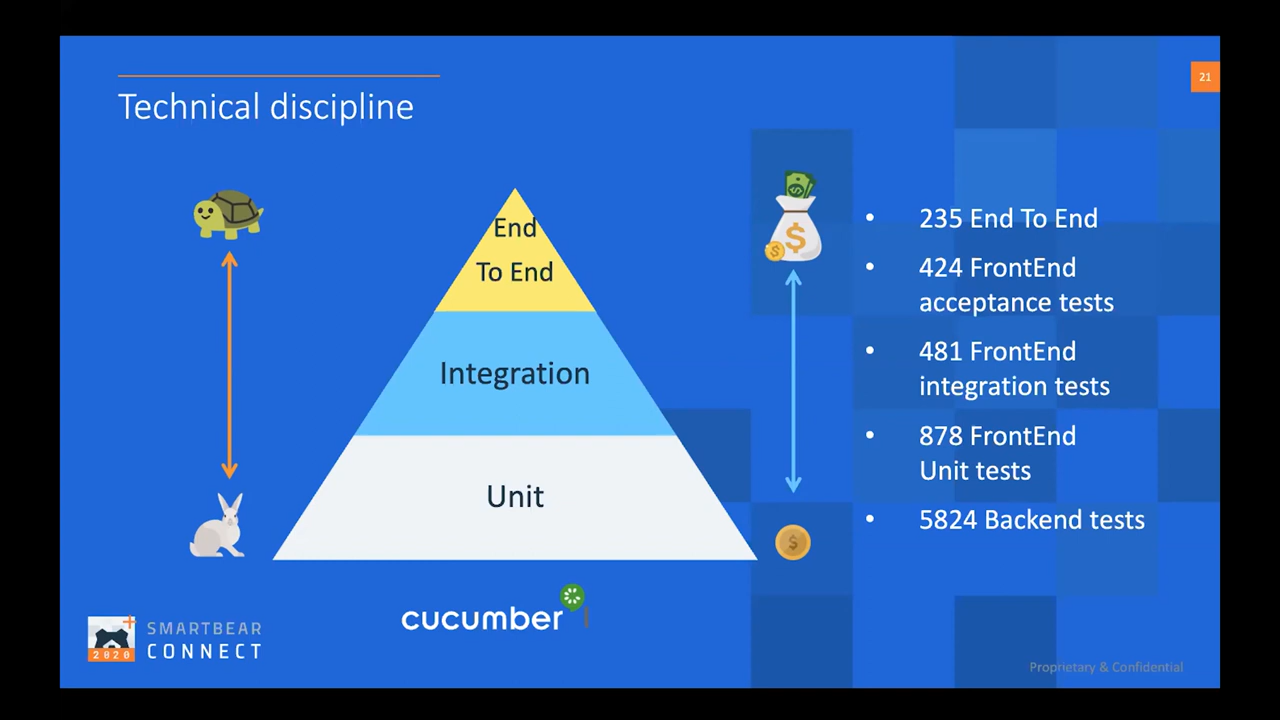 21
Technical discipline
End
To End
Integration
Unit
$
$
$
$
235 End To End
424 FrontEnd
acceptance tests
481 FrontEnd
integration tests
878 FrontEnd
Unit tests
5824 Backend tests
cucumber
SMARTBEAR
CONNECT
2020
Proprietary & Confidential